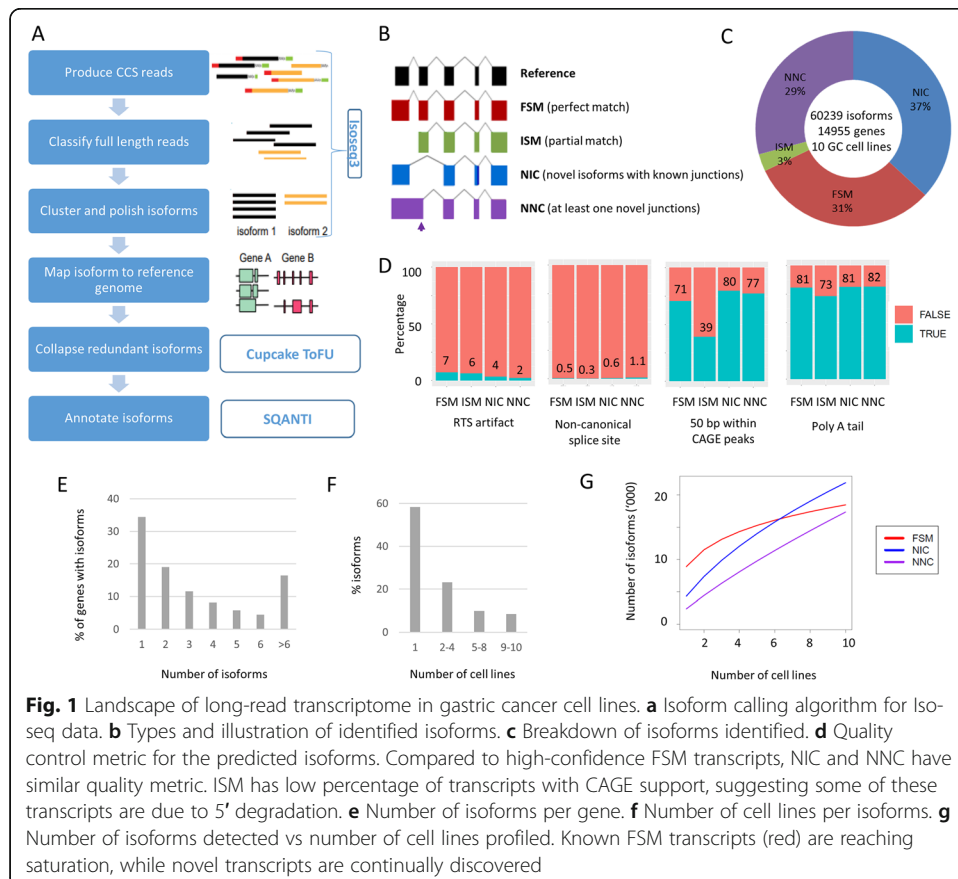 A
Produce CCS reads
Classify full length reads
Cluster and polish isoforms
Map isoform to reference
genome
Collapse redundant isoforms
Annotate isoforms
Isoseq3
isoform 1 isoform 2
Gene A Gene B
Cupcake ToFU
SQANTI
B
Reference
FSM (perfect match)
ISM (partial match)
NIC (novel isoforms with known junctions)
NNC (at least one novel junctions)
C
NNC
29%
NIC
37%
ISM
3%
FSM
31%
60239 isoforms
14955 genes
10 GC cell lines
D
Percentage
100
50
0
7 6 4 2
FSM ISM NIC NNC
RTS artifact
0.5 0.3 0.6 1.1
FSM ISM NIC NNC
Non-canonical
splice site
71 39 80 77
FSM ISM NIC NNC
50 bp within
CAGE peaks
81 73 81 82
FSM ISM NIC NNC
Poly A tail
FALSE
TRUE
E
% of genes with isoforms
40
30
20
10
0
1 2 3 4 5 6 >6
Number of isoforms
F
% isoforms
60
40
20
0
1 2-4 5-8 9-10
Number of cell lines
G
Number of isoforms ('000)
20
10
0
2 4 6 8 10
Number of cell lines
FSM
NIC
NNC
Fig. 1 Landscape of long-read transcriptome in gastric cancer cell lines. a Isoform calling algorithm for Iso-
seq data. b Types and illustration of identified isoforms. c Breakdown of isoforms identified. d Quality
control metric for the predicted isoforms. Compared to high-confidence FSM transcripts, NIC and NNC have
similar quality metric. ISM has low percentage of transcripts with CAGE support, suggesting some of these
transcripts are due to 5′ degradation. e Number of isoforms per gene. f Number of cell lines per isoforms. g
Number of isoforms detected vs number of cell lines profiled. Known FSM transcripts (red) are reaching
saturation, while novel transcripts are continually discovered